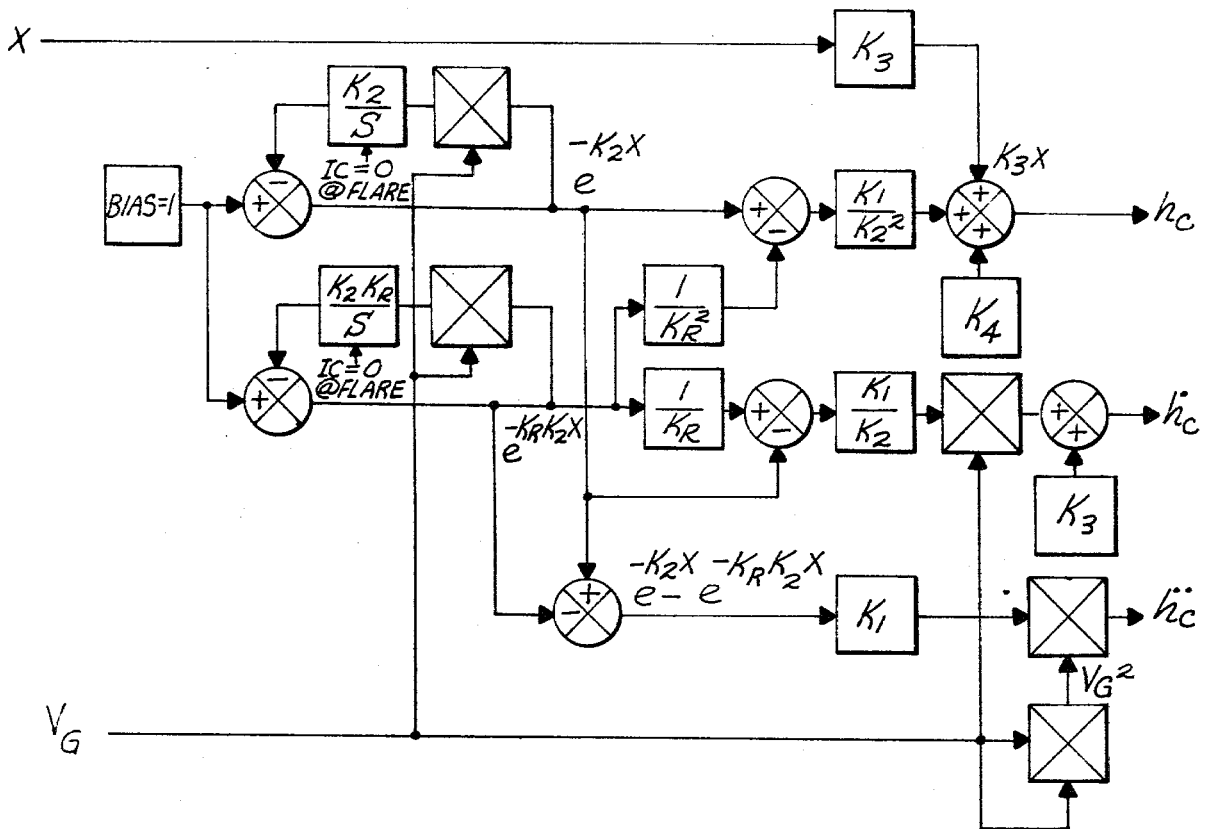 X
K3
K2
S
IC=0
@FLARE
BIAS=1
+
−
e^-K2X
K3X
+
−
K1
K2²
+
+
+
hc
K2KR
S
IC=0
@FLARE
+
−
1
KR²
K4
e^-KRK2X
1
KR
+
−
K1
K2
+
+
ḣc
K3
+
−
e^-K2X − e^-KRK2X
K1
ḧc
VG²
VG